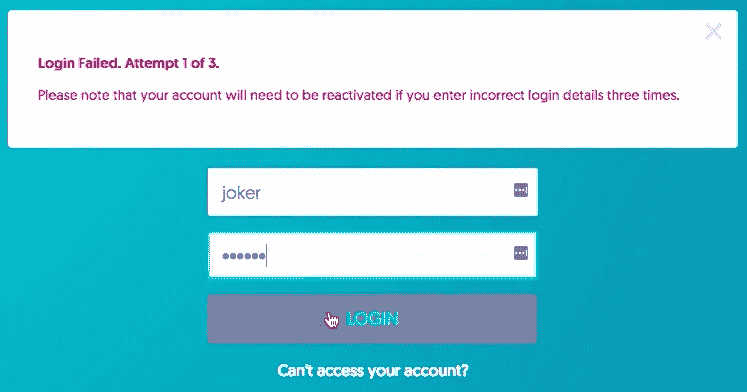 Login Failed. Attempt 1 of 3.
Please note that your account will need to be reactivated if you enter incorrect login details three times.
joker
••••••
LOGIN
Can't access your account?